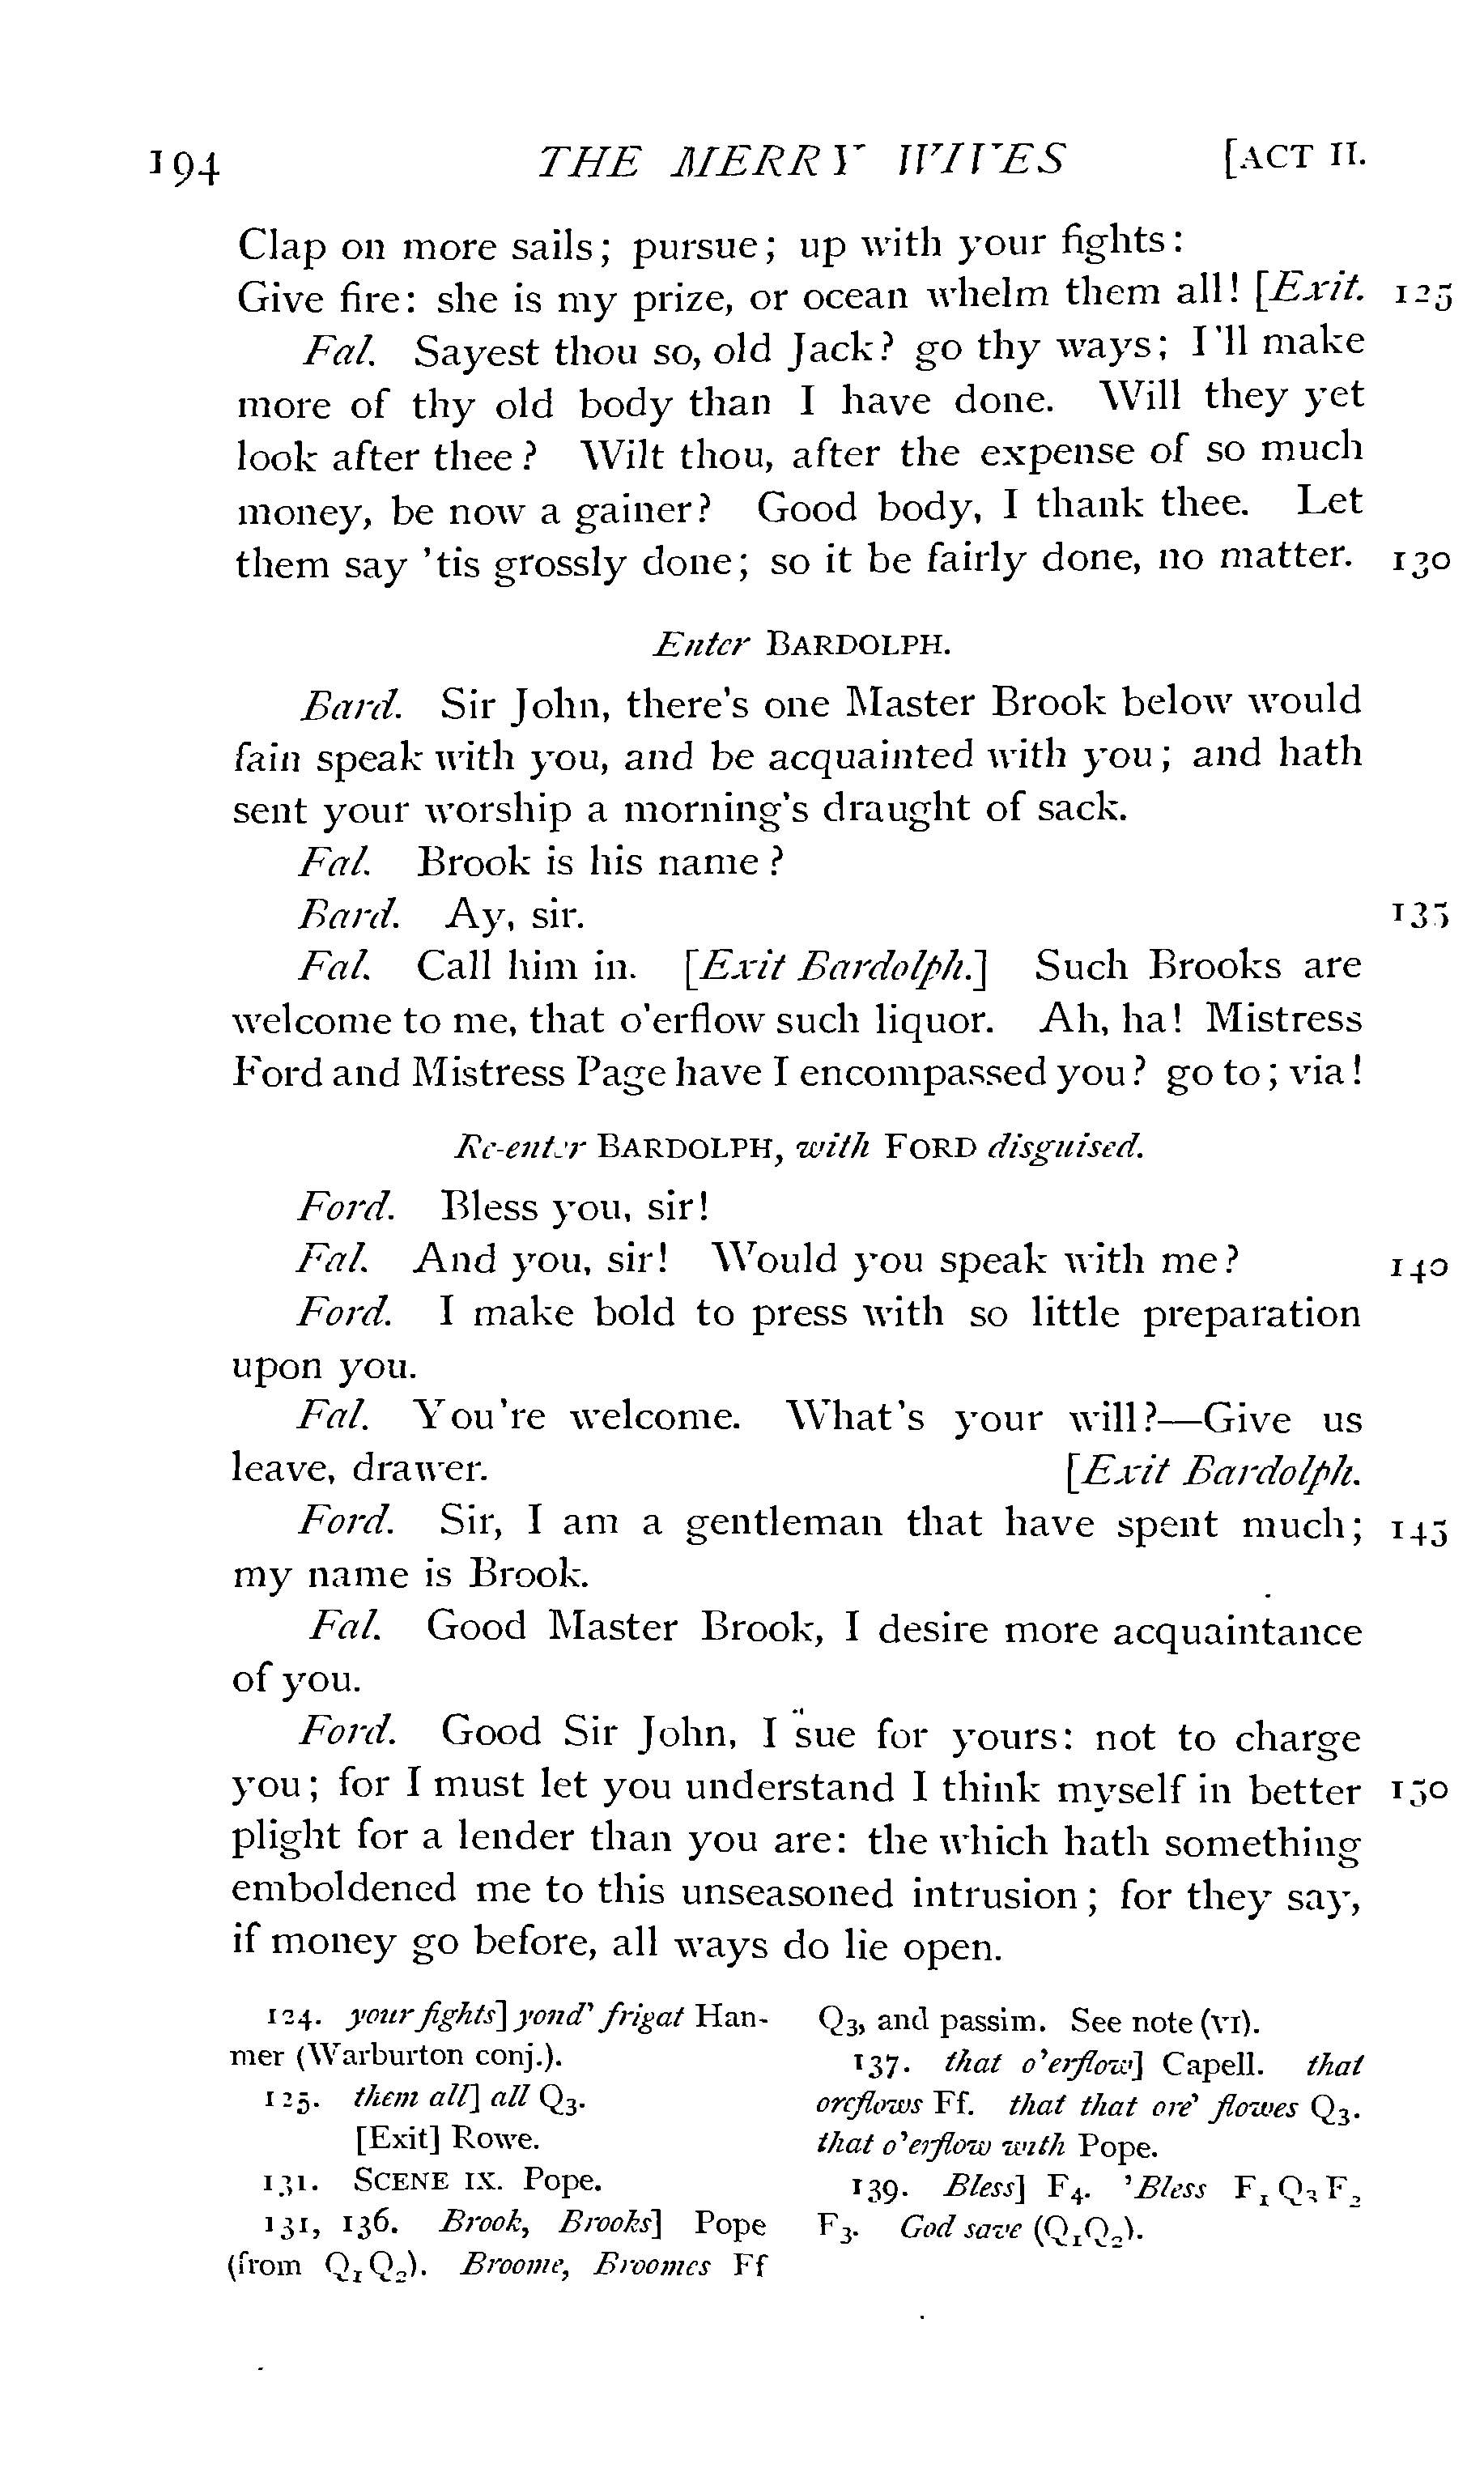 194 THE MERRY WIVES [ACT II.
Clap on more sails; pursue; up with your fights:
Give fire: she is my prize, or ocean whelm them all! [Exit. 125
Fal. Sayest thou so, old Jack? go thy ways; I'll make
more of thy old body than I have done. Will they yet
look after thee? Wilt thou, after the expense of so much
money, be now a gainer? Good body, I thank thee. Let
them say 'tis grossly done; so it be fairly done, no matter. 130
Enter BARDOLPH.
Bard. Sir John, there's one Master Brook below would
fain speak with you, and be acquainted with you; and hath
sent your worship a morning's draught of sack.
Fal. Brook is his name?
Bard. Ay, sir. 135
Fal. Call him in. [Exit Bardolph.] Such Brooks are
welcome to me, that o'erflow such liquor. Ah, ha! Mistress
Ford and Mistress Page have I encompassed you? go to; via!
Re-enter BARDOLPH, with FORD disguised.
Ford. Bless you, sir!
Fal. And you, sir! Would you speak with me? 140
Ford. I make bold to press with so little preparation
upon you.
Fal. You're welcome. What's your will?—Give us
leave, drawer. [Exit Bardolph.
Ford. Sir, I am a gentleman that have spent much; 145
my name is Brook.
Fal. Good Master Brook, I desire more acquaintance
of you.
Ford. Good Sir John, I sue for yours: not to charge
you; for I must let you understand I think myself in better 150
plight for a lender than you are: the which hath something
emboldened me to this unseasoned intrusion; for they say,
if money go before, all ways do lie open.
124. your fights] yond' frigat Han-
mer (Warburton conj.).
125. them all] all Q3.
[Exit] Rowe.
131. SCENE IX. Pope.
131, 136. Brook, Brooks] Pope
(from Q1Q2). Broome, Broomes Ff
Q3, and passim. See note (VI).
137. that o'erflow] Capell. that
oreflows Ff. that that ore' flowes Q3.
that o'erflow with Pope.
139. Bless] F4. 'Bless F1Q3F2
F3. God save (Q1Q2).